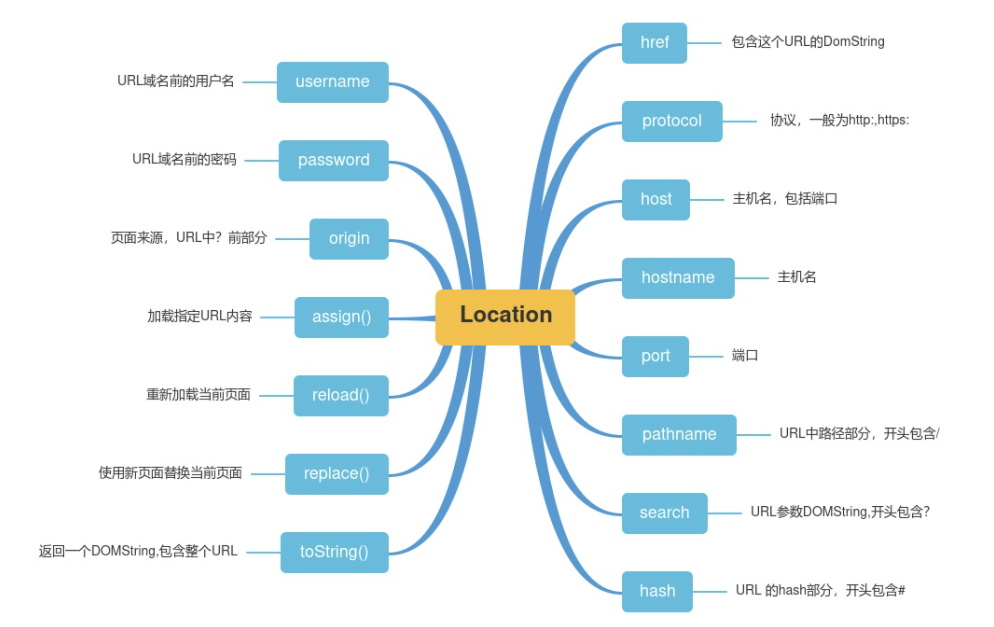 Location
href
包含这个URL的DomString
protocol
协议，一般为http:,https:
host
主机名，包括端口
hostname
主机名
port
端口
pathname
URL中路径部分，开头包含/
search
URL参数DOMString,开头包含？
hash
URL 的hash部分，开头包含#
username
URL域名前的用户名
password
URL域名前的密码
origin
页面来源，URL中？前部分
assign()
加载指定URL内容
reload()
重新加载当前页面
replace()
使用新页面替换当前页面
toString()
返回一个DOMString,包含整个URL